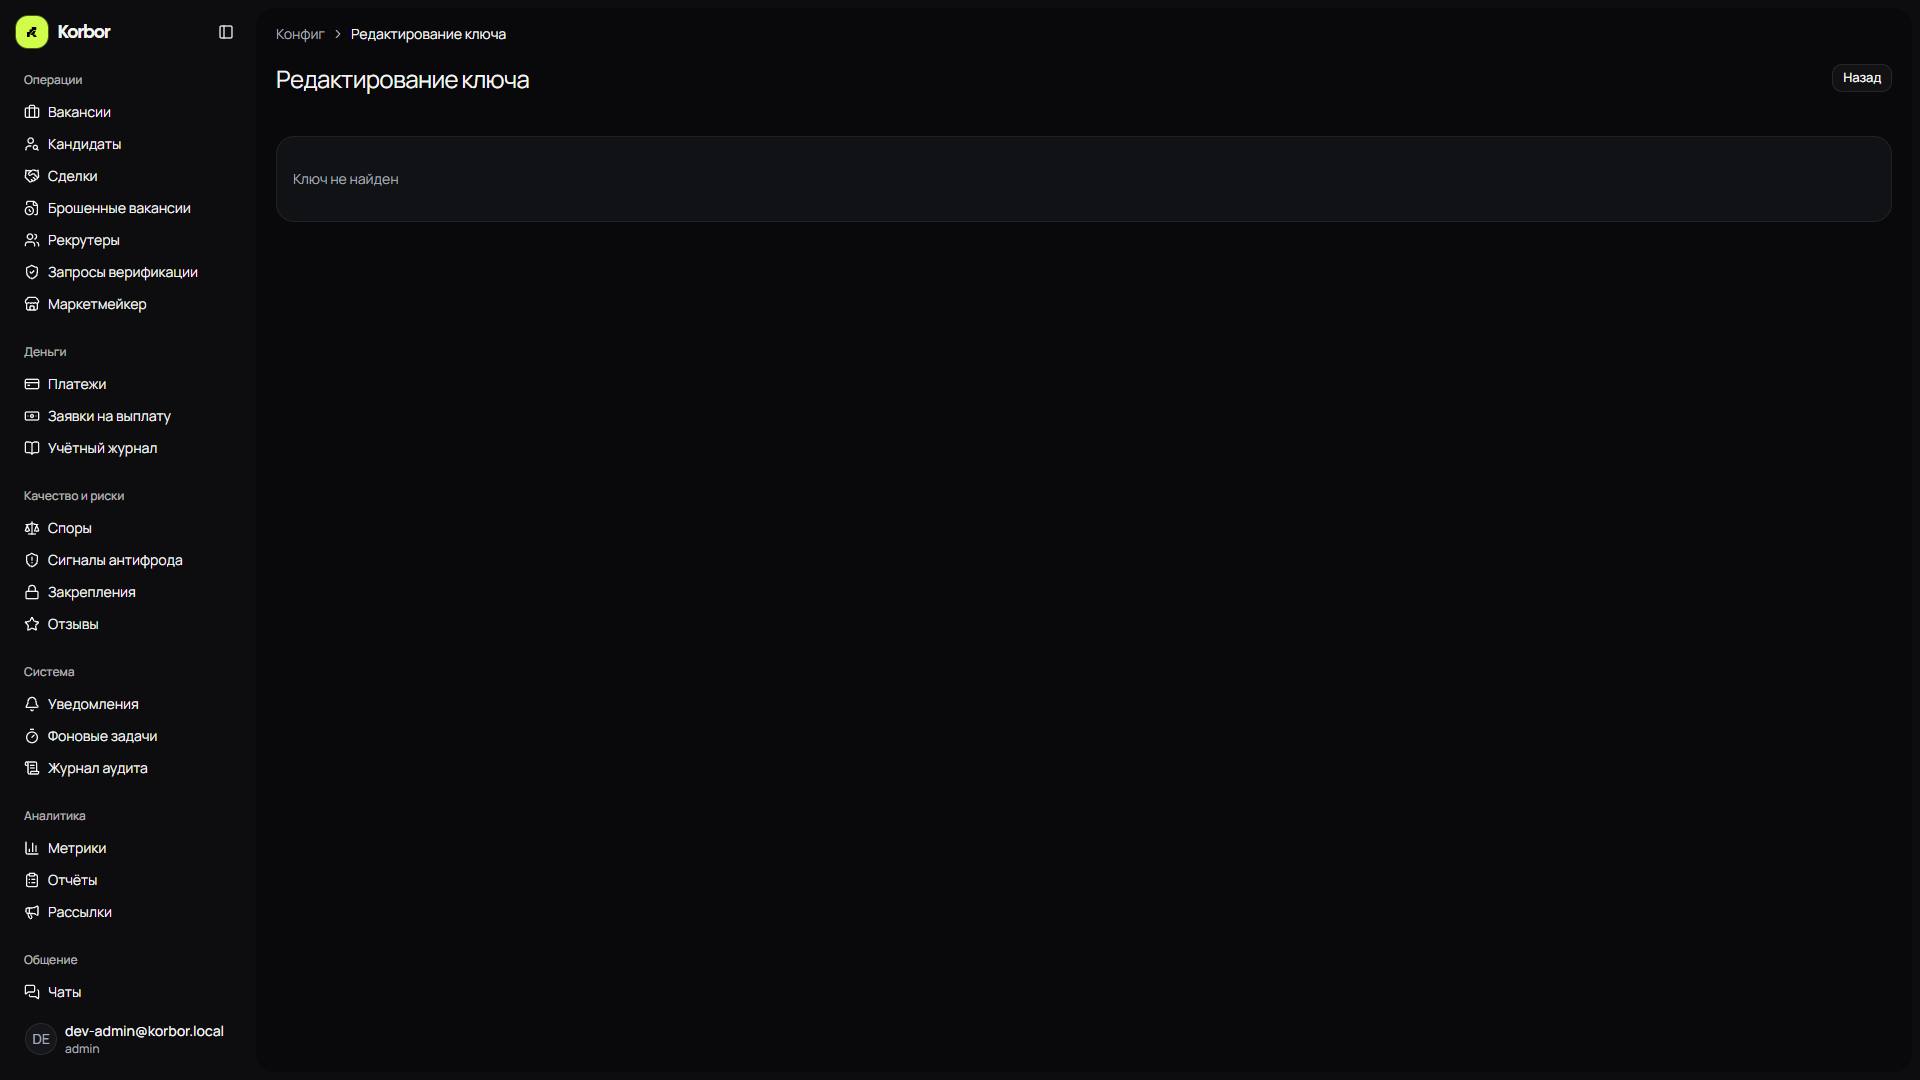 Korbor
Операции
Вакансии
Кандидаты
Сделки
Брошенные вакансии
Рекрутеры
Запросы верификации
Маркетмейкер
Деньги
Платежи
Заявки на выплату
Учётный журнал
Качество и риски
Споры
Сигналы антифрода
Закрепления
Отзывы
Система
Уведомления
Фоновые задачи
Журнал аудита
Аналитика
Метрики
Отчёты
Рассылки
Общение
Чаты
DE
dev-admin@korbor.local
admin
Конфиг > Редактирование ключа
Редактирование ключа
Назад
Ключ не найден